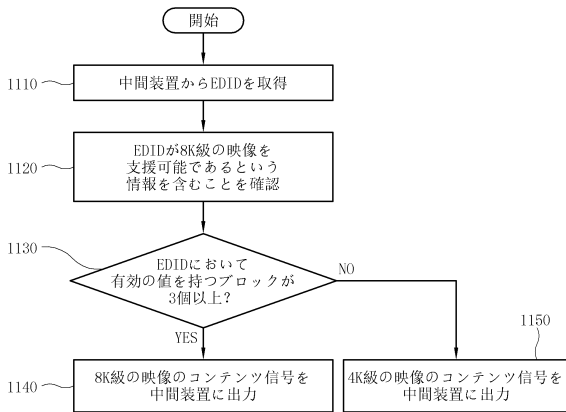 開始
1110
中間装置からEDIDを取得
1120
EDIDが8K級の映像を
支援可能であるという
情報を含むことを確認
1130
EDIDにおいて
有効の値を持つブロックが
3個以上?
NO
YES
1150
1140
8K級の映像のコンテンツ信号を
中間装置に出力
4K級の映像のコンテンツ信号を
中間装置に出力